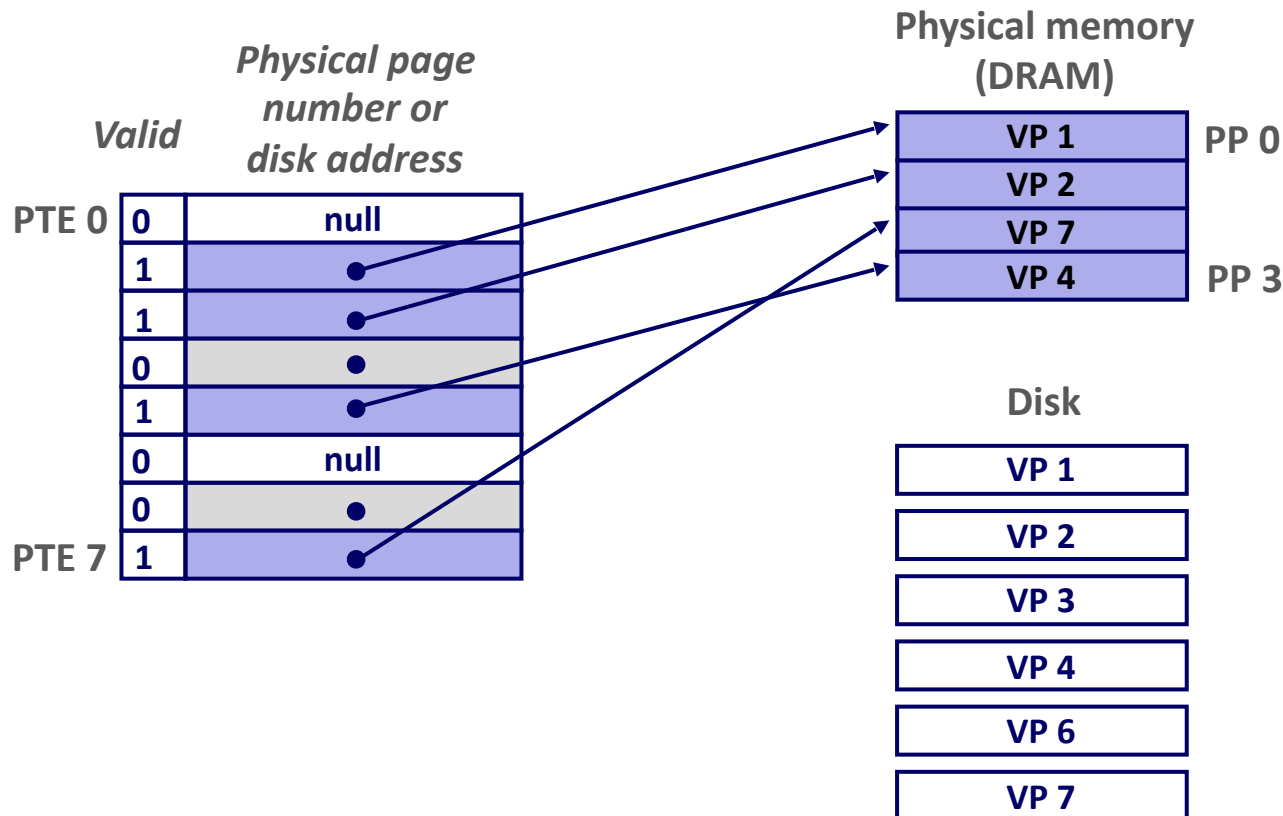 Physical memory
(DRAM)
Physical page
number or
disk address
Valid
VP 1
PP 0
VP 2
VP 7
VP 4
PP 3
PTE 0
0
null
1
1
0
1
0
null
0
PTE 7
1
Disk
VP 1
VP 2
VP 3
VP 4
VP 6
VP 7